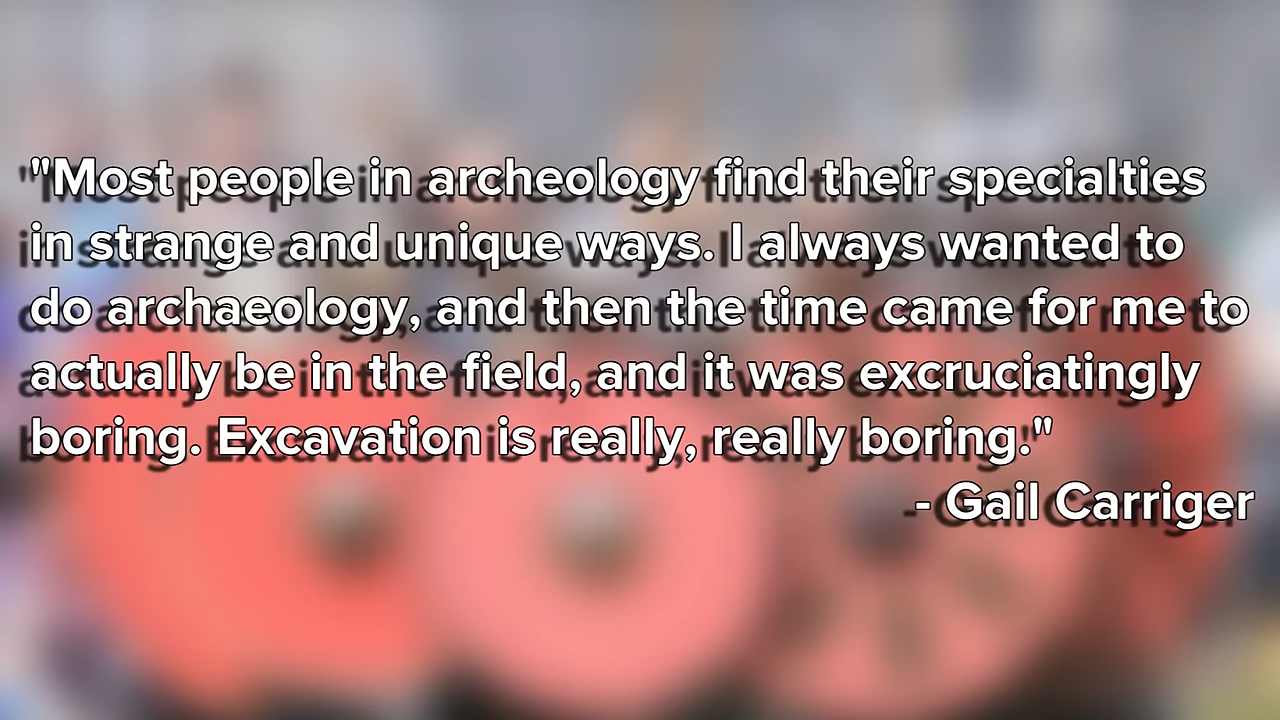 "Most people in archeology find their specialties
in strange and unique ways. I always wanted to
do archaeology, and then the time came for me to
actually be in the field, and it was excruciatingly
boring. Excavation is really, really boring."
- Gail Carriger